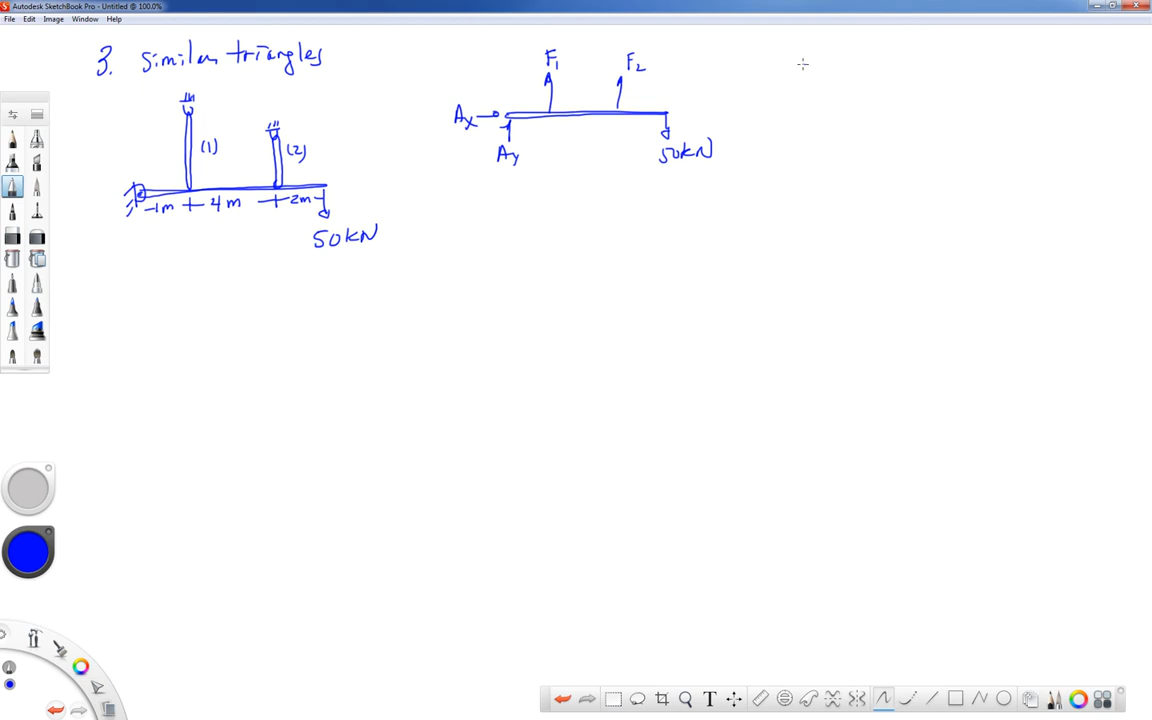 Autodesk SketchBook Pro - Untitled @ 100.0%
File Edit Image Window Help
3. Similar triangles
(1)
(2)
1m 4m 2m
50kN
F1
F2
Ax
Ay
50kN
T